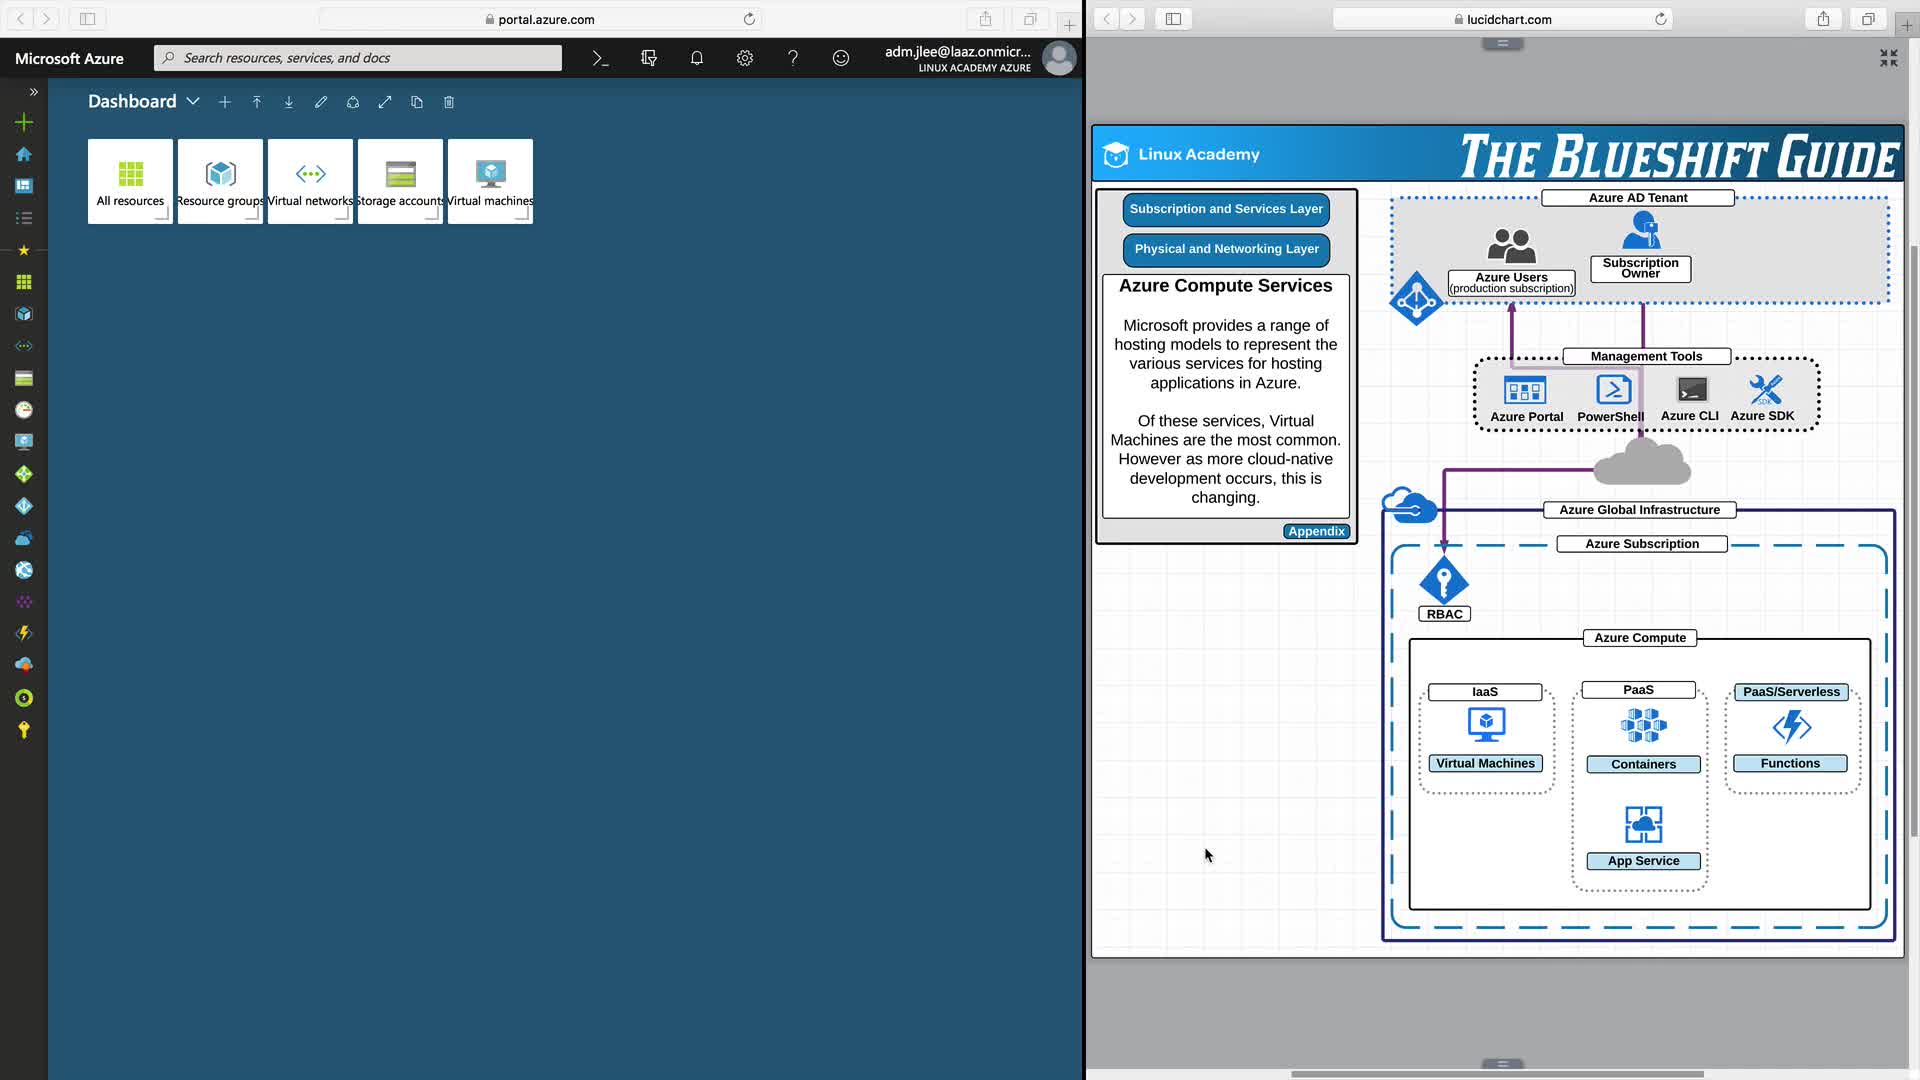 portal.azure.com
Microsoft Azure
Search resources, services, and docs
adm.jlee@laaz.onmicr...
LINUX ACADEMY AZURE
Dashboard
All resources
Resource groups
Virtual networks
Storage accounts
Virtual machines
lucidchart.com
Linux Academy
THE BLUESHIFT GUIDE
Subscription and Services Layer
Physical and Networking Layer
Azure Compute Services
Microsoft provides a range of
hosting models to represent the
various services for hosting
applications in Azure.
Of these services, Virtual
Machines are the most common.
However as more cloud-native
development occurs, this is
changing.
Appendix
Azure AD Tenant
Azure Users
(production subscription)
Subscription
Owner
Management Tools
Azure Portal
PowerShell
Azure CLI
SDK
Azure SDK
Azure Global Infrastructure
Azure Subscription
RBAC
Azure Compute
IaaS
Virtual Machines
PaaS
Containers
App Service
PaaS/Serverless
Functions